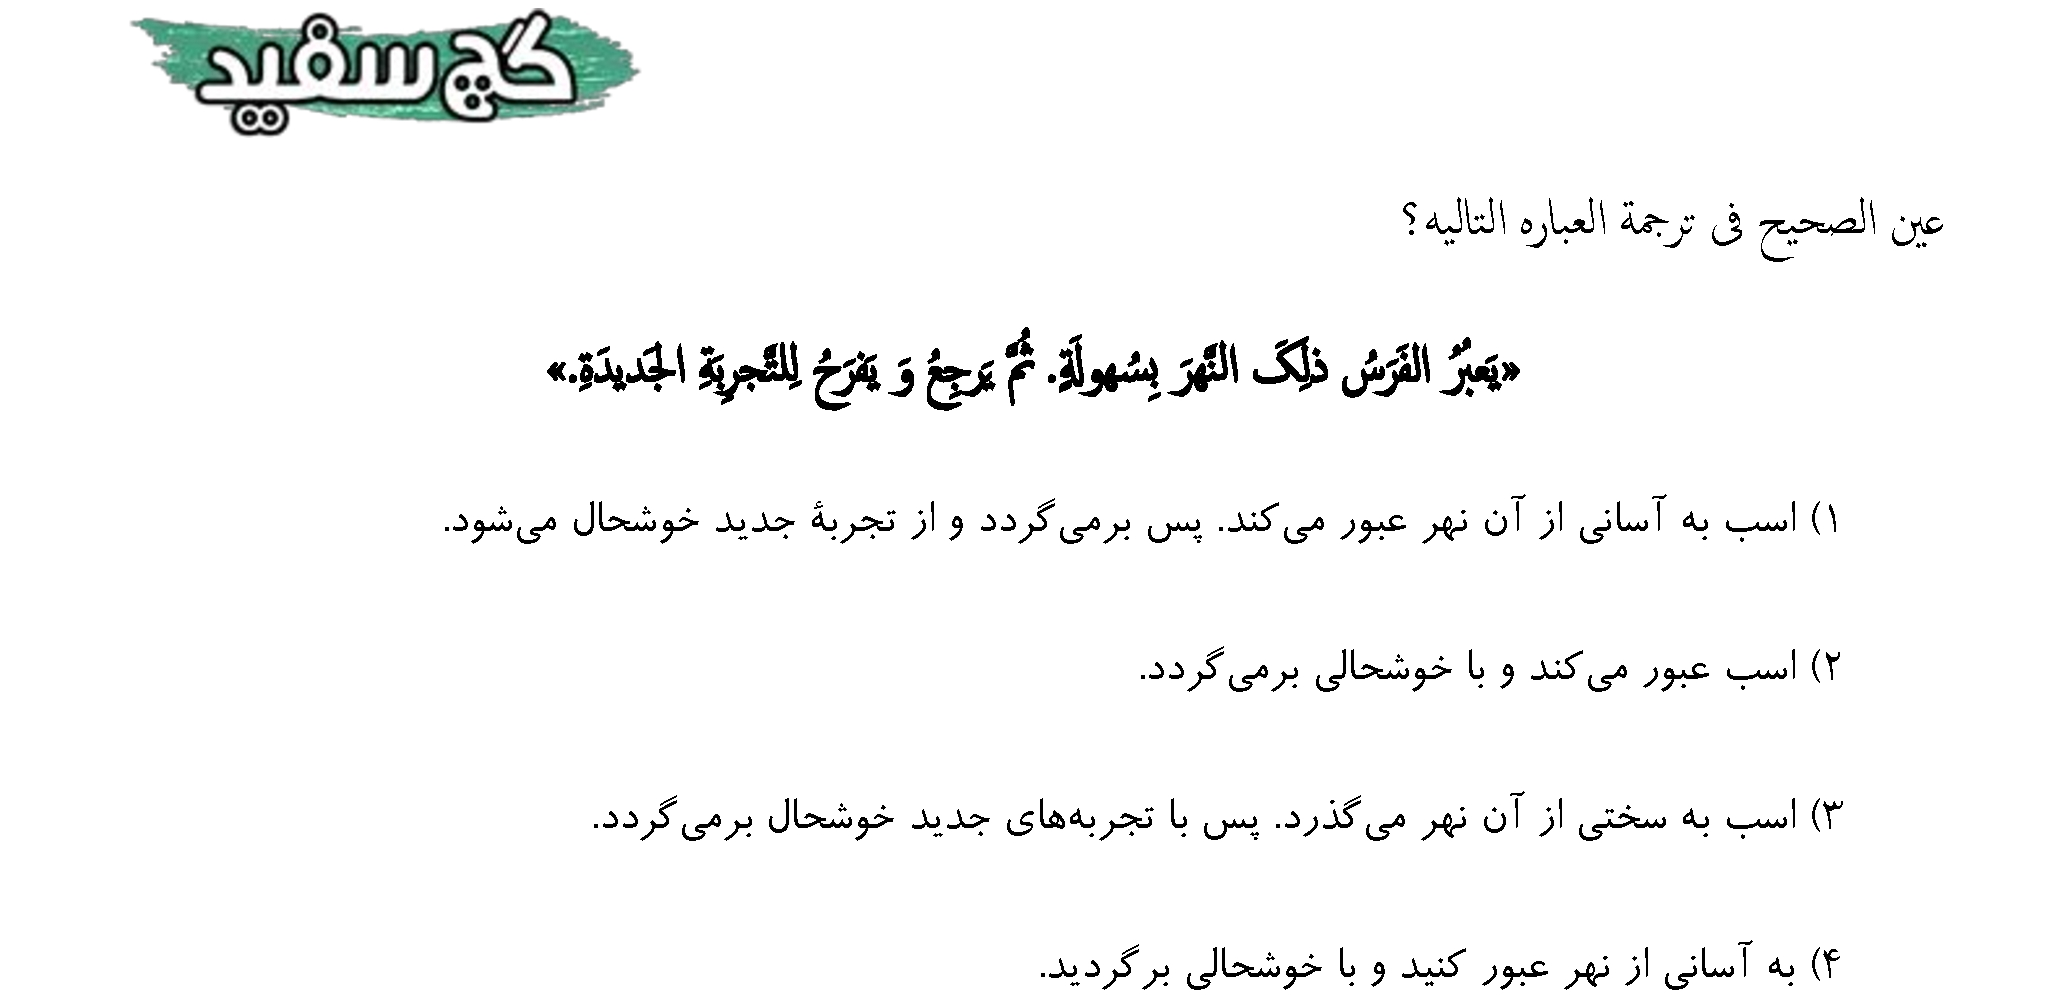 گچ سفید
عین الصحیح فی ترجمة العباره التالیه؟
«یَعبُرُ الفَرَسُ ذلِکَ النَّهرَ بِسُهولَةٍ. ثُمَّ یَرجِعُ وَ یَفرَحُ لِلتَّجرِبَةِ الجَدیدَةِ.»
۱) اسب به آسانی از آن نهر عبور می‌کند. پس برمی‌گردد و از تجربهٔ جدید خوشحال می‌شود.
۲) اسب عبور می‌کند و با خوشحالی برمی‌گردد.
۳) اسب به سختی از آن نهر می‌گذرد. پس با تجربه‌های جدید خوشحال برمی‌گردد.
۴) به آسانی از نهر عبور کنید و با خوشحالی برگردید.